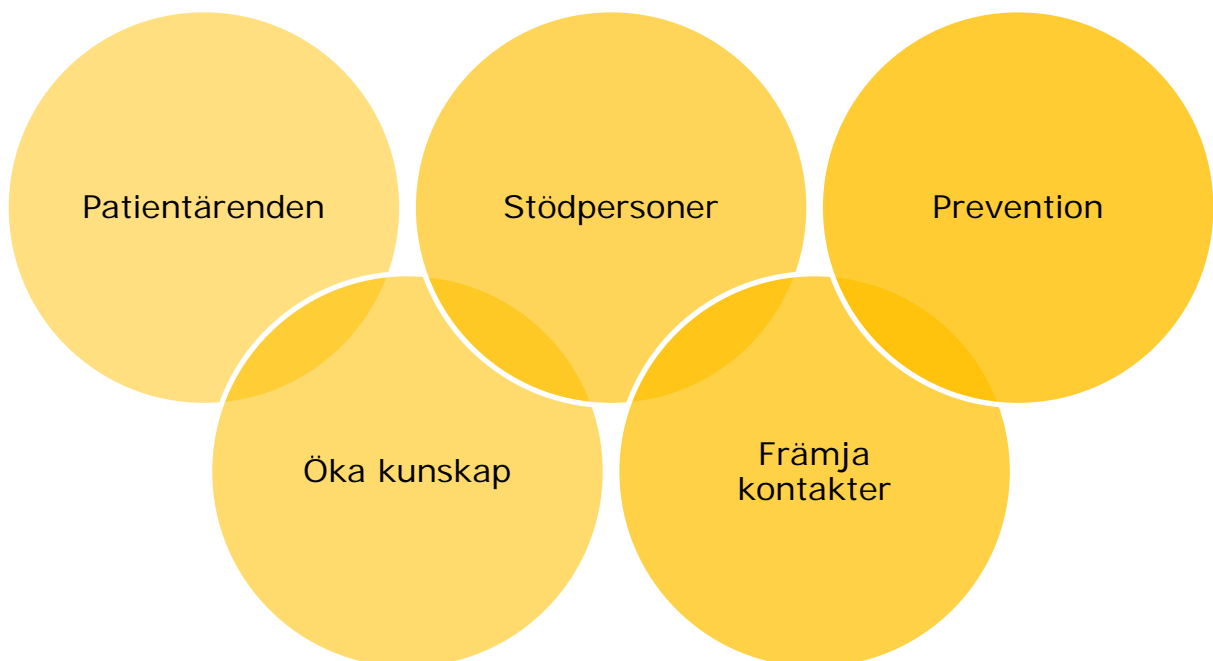 Patientärenden
Stödpersoner
Prevention
Öka kunskap
Främja
kontakter